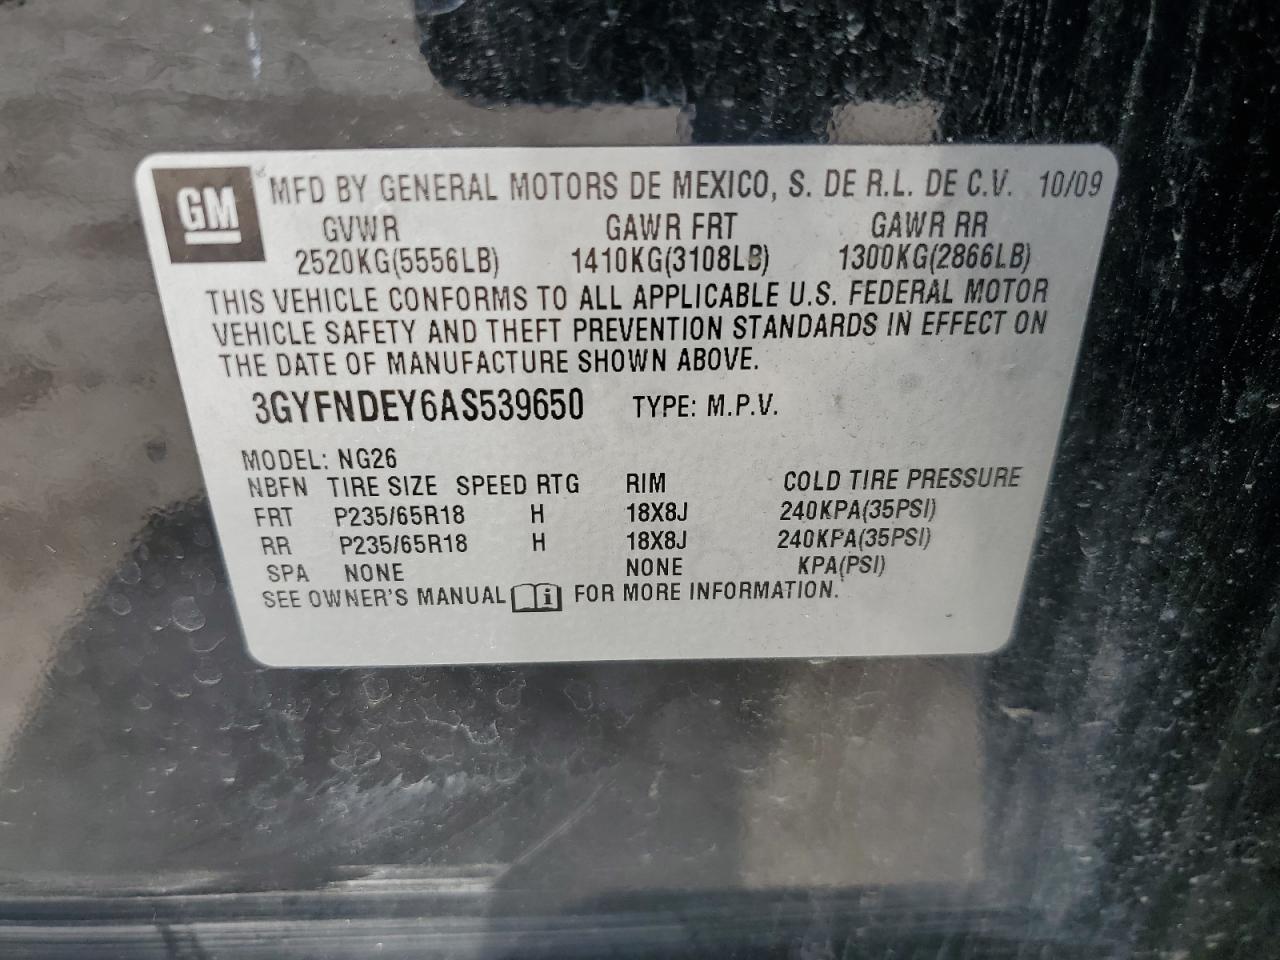 GM MFD BY GENERAL MOTORS DE MEXICO, S. DE R.L. DE C.V. 10/09
GVWR GAWR FRT GAWR RR
2520KG(5556LB) 1410KG(3108LB) 1300KG(2866LB)
THIS VEHICLE CONFORMS TO ALL APPLICABLE U.S. FEDERAL MOTOR
VEHICLE SAFETY AND THEFT PREVENTION STANDARDS IN EFFECT ON
THE DATE OF MANUFACTURE SHOWN ABOVE.
3GYFNDEY6AS539650 TYPE: M.P.V.
MODEL: NG26
NBFN TIRE SIZE SPEED RTG RIM COLD TIRE PRESSURE
FRT P235/65R18 H 18X8J 240KPA(35PSI)
RR P235/65R18 H 18X8J 240KPA(35PSI)
SPA NONE NONE KPA(PSI)
SEE OWNER'S MANUAL i FOR MORE INFORMATION.